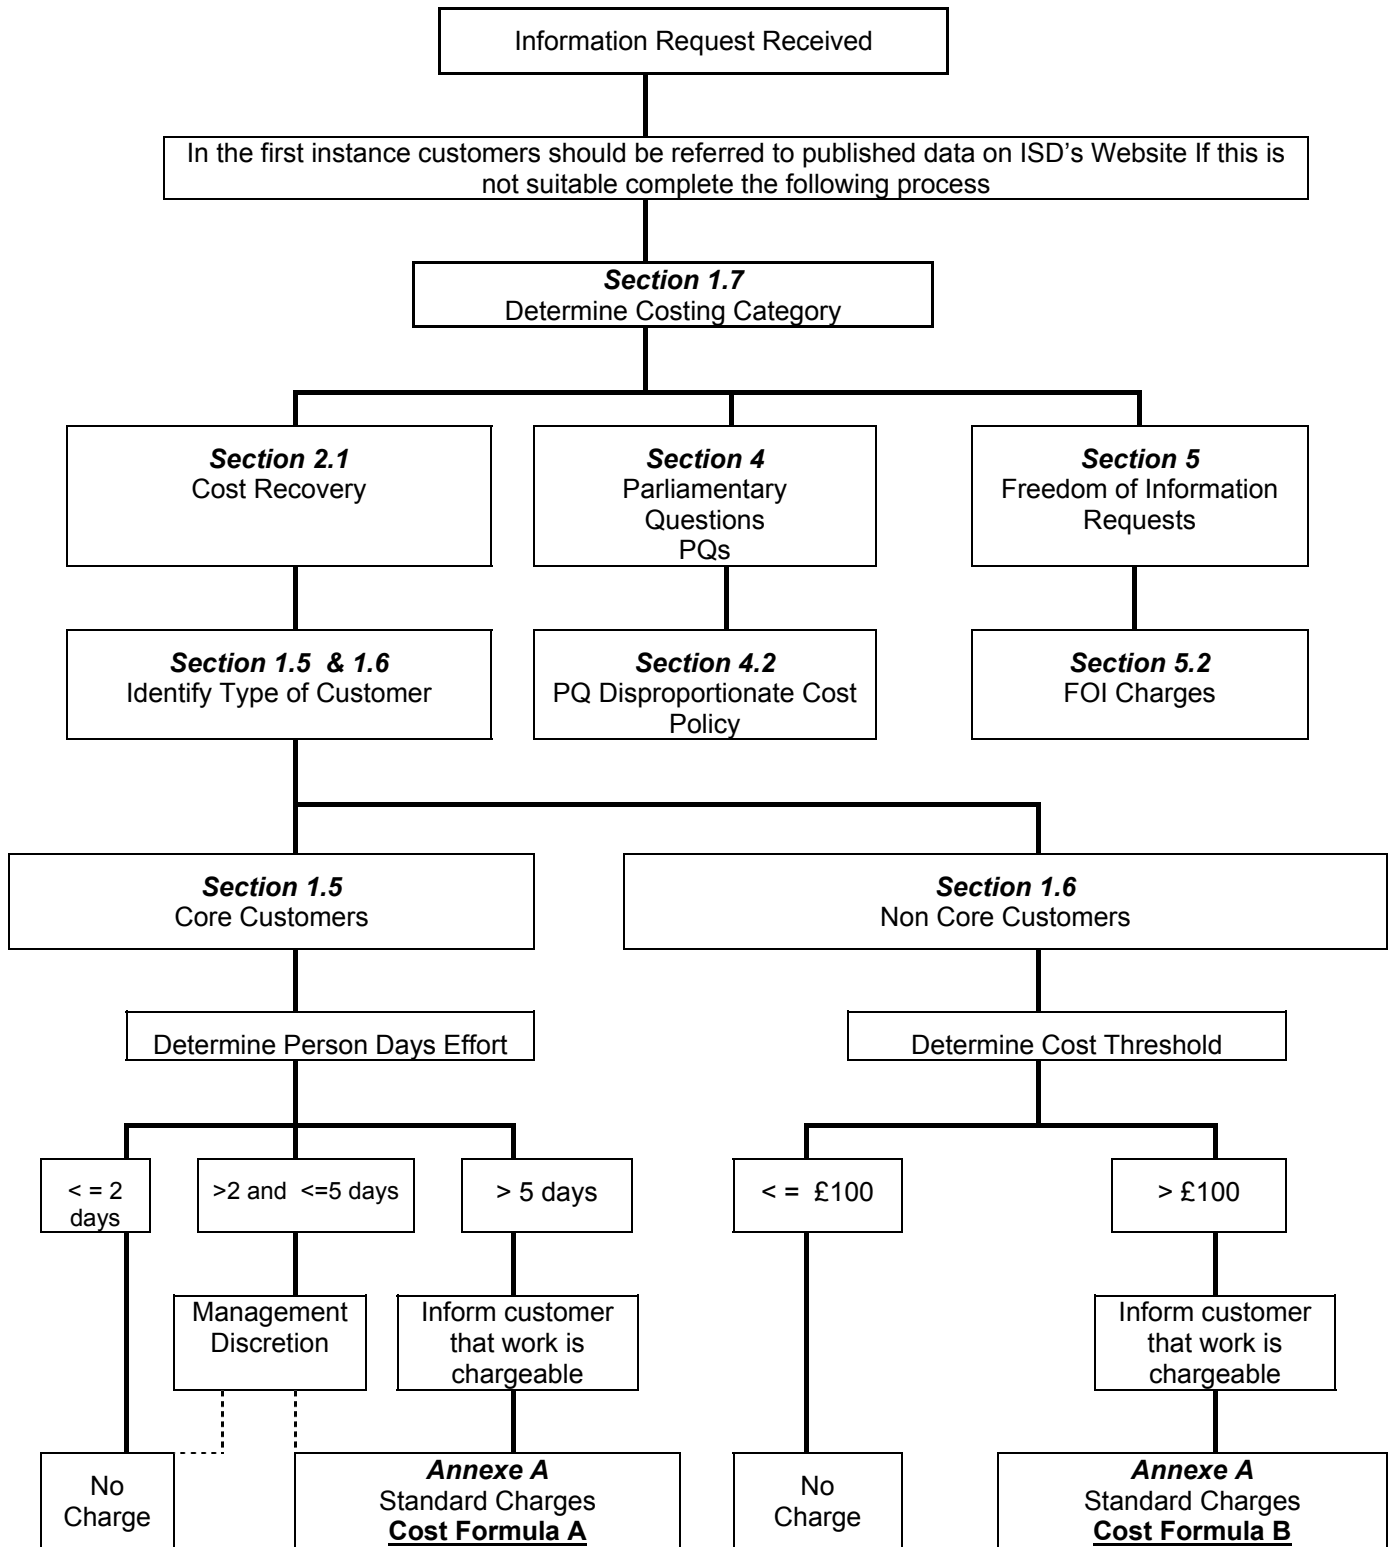 Information Request Received
In the first instance customers should be referred to published data on ISD’s Website If this is
not suitable complete the following process
Section 1.7
Determine Costing Category
Section 2.1
Cost Recovery
Section 4
Parliamentary
Questions
PQs
Section 5
Freedom of Information
Requests
Section 1.5 & 1.6
Identify Type of Customer
Section 4.2
PQ Disproportionate Cost
Policy
Section 5.2
FOI Charges
Section 1.5
Core Customers
Section 1.6
Non Core Customers
Determine Person Days Effort
Determine Cost Threshold
< = 2
days
>2 and <=5 days
> 5 days
< = £100
> £100
Management
Discretion
Inform customer
that work is
chargeable
Inform customer
that work is
chargeable
No
Charge
Annexe A
Standard Charges
Cost Formula A
No
Charge
Annexe A
Standard Charges
Cost Formula B